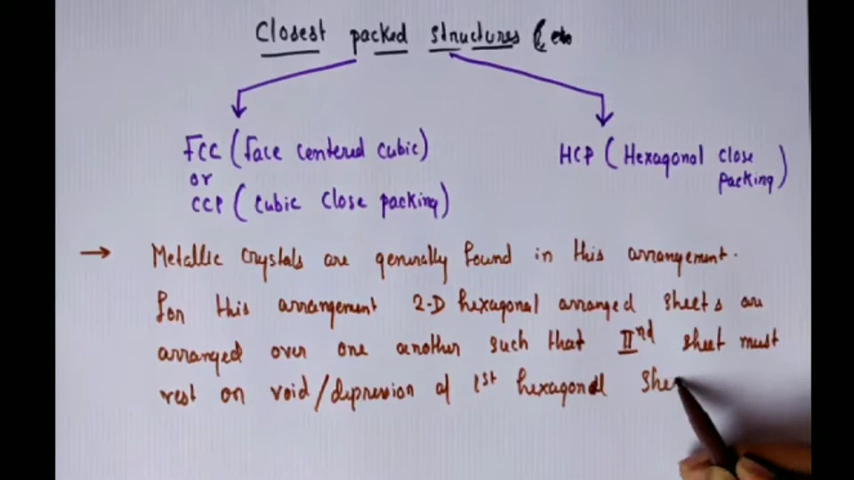 Closest packed structures
FCC (Face centered cubic)
or
CCP (Cubic close packing)
HCP (Hexagonal close
packing)
→ Metallic crystals are generally found in this arrangement.
For this arrangement 2-D hexagonal arranged sheets are
arranged over one another such that IInd sheet must
rest on void/depression of 1st hexagonal She